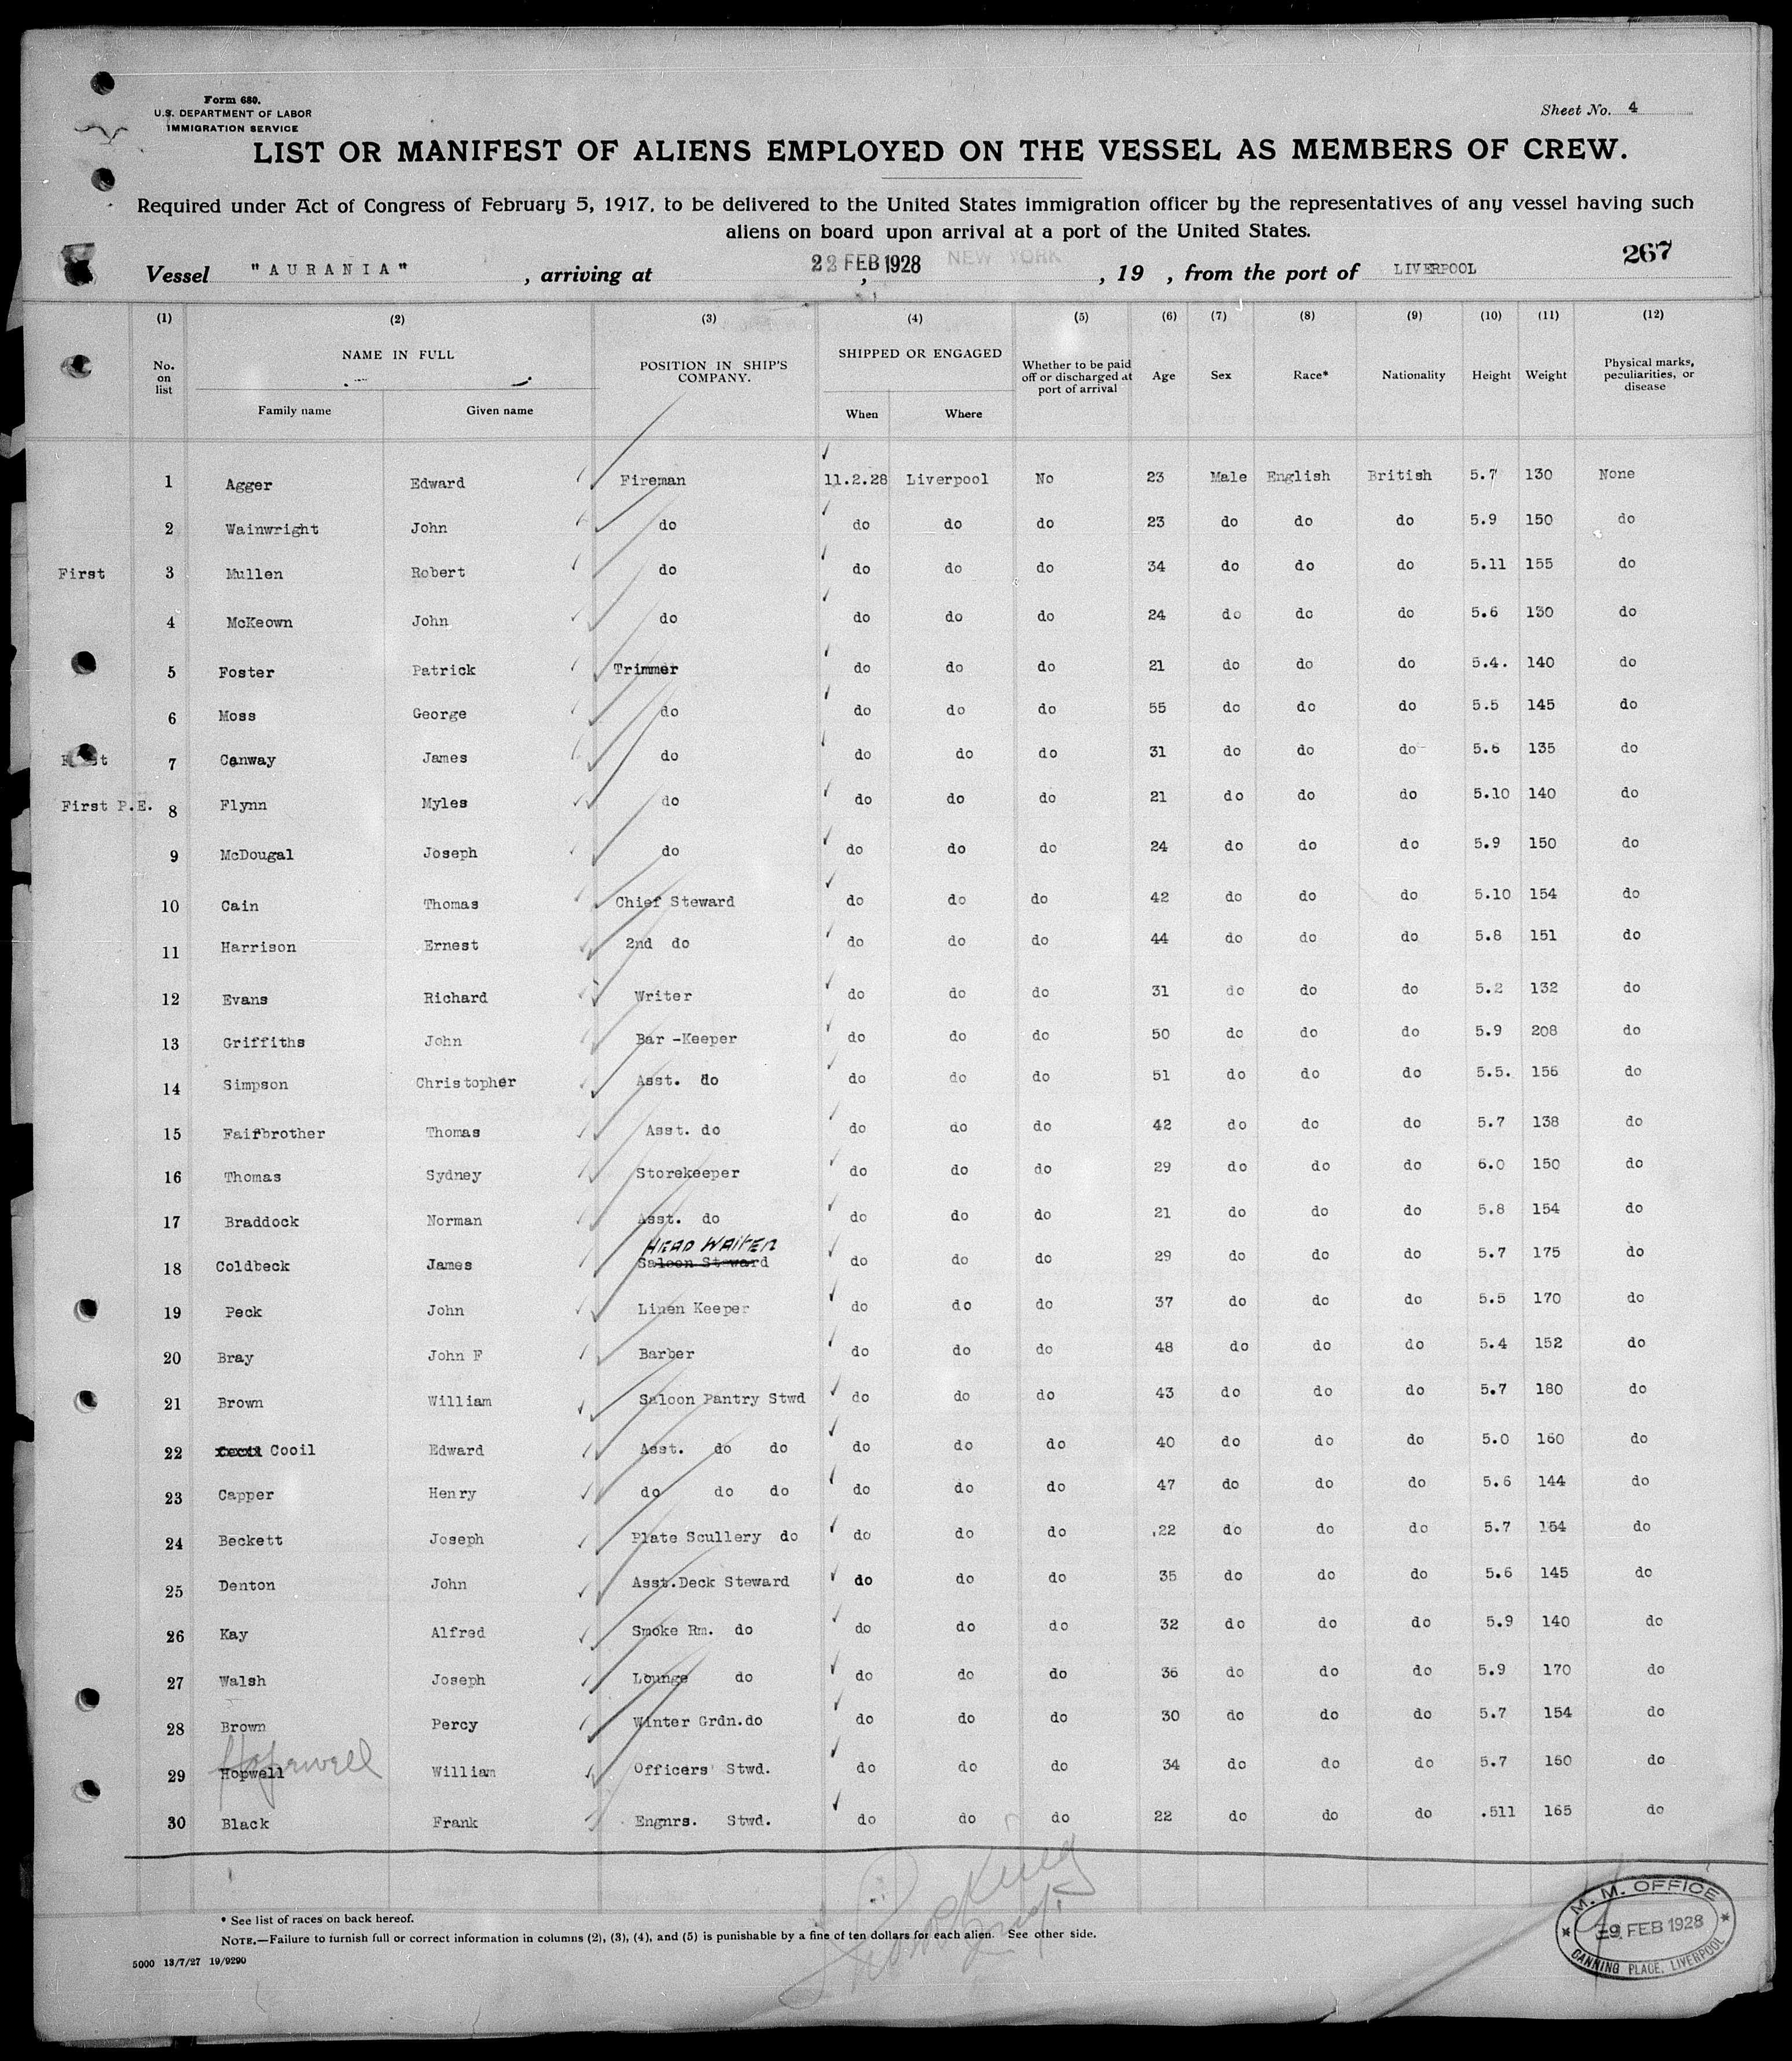 Form 680.
U.S. DEPARTMENT OF LABOR
IMMIGRATION SERVICE
Sheet No. 4
LIST OR MANIFEST OF ALIENS EMPLOYED ON THE VESSEL AS MEMBERS OF CREW.
Required under Act of Congress of February 5, 1917, to be delivered to the United States immigration officer by the representatives of any vessel having such
aliens on board upon arrival at a port of the United States.
267
Vessel "AURANIA", arriving at 22 FEB 1928 NEW YORK, 19 , from the port of LIVERPOOL
(1) (2) (3) (4) (5) (6) (7) (8) (9) (10) (11) (12)
No. on list NAME IN FULL POSITION IN SHIP'S COMPANY. SHIPPED OR ENGAGED Whether to be paid off or discharged at port of arrival Age Sex Race* Nationality Height Weight Physical marks, peculiarities, or disease
Family name Given name When Where
1 Agger Edward Fireman 11.2.28 Liverpool No 23 Male English British 5.7 130 None
2 Wainwright John do do do do 23 do do do 5.9 150 do
First 3 Mullen Robert do do do do 34 do do do 5.11 155 do
4 McKeown John do do do do 24 do do do 5.6 130 do
5 Foster Patrick Trimmer do do do 21 do do do 5.4. 140 do
6 Moss George do do do do 55 do do do 5.5 145 do
7 Conway James do do do do 31 do do do 5.6 135 do
First P.E. 8 Flynn Myles do do do do 21 do do do 5.10 140 do
9 McDougal Joseph do do do do 24 do do do 5.9 150 do
10 Cain Thomas Chief Steward do do do 42 do do do 5.10 154 do
11 Harrison Ernest 2nd do do do do 44 do do do 5.8 151 do
12 Evans Richard Writer do do do 31 do do do 5.2 132 do
13 Griffiths John Bar -Keeper do do do 50 do do do 5.9 208 do
14 Simpson Christopher Asst. do do do do 51 do do do 5.5. 156 do
15 Fairbrother Thomas Asst. do do do do 42 do do do 5.7 138 do
16 Thomas Sydney Storekeeper do do do 29 do do do 6.0 150 do
17 Braddock Norman Asst. do do do do 21 do do do 5.8 154 do
HEAD WAITER
18 Coldbeck James Saloon Steward do do do 29 do do do 5.7 175 do
19 Peck John Linen Keeper do do do 37 do do do 5.5 170 do
20 Bray John F Barber do do do 48 do do do 5.4 152 do
21 Brown William Saloon Pantry Stwd do do do 43 do do do 5.7 180 do
22 Cooil Edward Asst. do do do do do 40 do do do 5.0 160 do
23 Capper Henry do do do do do do 47 do do do 5.6 144 do
24 Beckett Joseph Plate Scullery do do do do 22 do do do 5.7 154 do
25 Denton John Asst.Deck Steward do do do 35 do do do 5.6 145 do
26 Kay Alfred Smoke Rm. do do do do 32 do do do 5.9 140 do
27 Walsh Joseph Lounge do do do do 36 do do do 5.9 170 do
28 Brown Percy Winter Grdn.do do do do 30 do do do 5.7 154 do
Hopewell
29 Hopwell William Officers' Stwd. do do do 34 do do do 5.7 150 do
30 Black Frank Engnrs. Stwd. do do do 22 do do do .511 165 do
* See list of races on back hereof.
NOTE.—Failure to furnish full or correct information in columns (2), (3), (4), and (5) is punishable by a fine of ten dollars for each alien. See other side.
5000 13/7/27 19/9290
M. M. OFFICE
9 FEB 1928
CANNING PLACE, LIVERPOOL